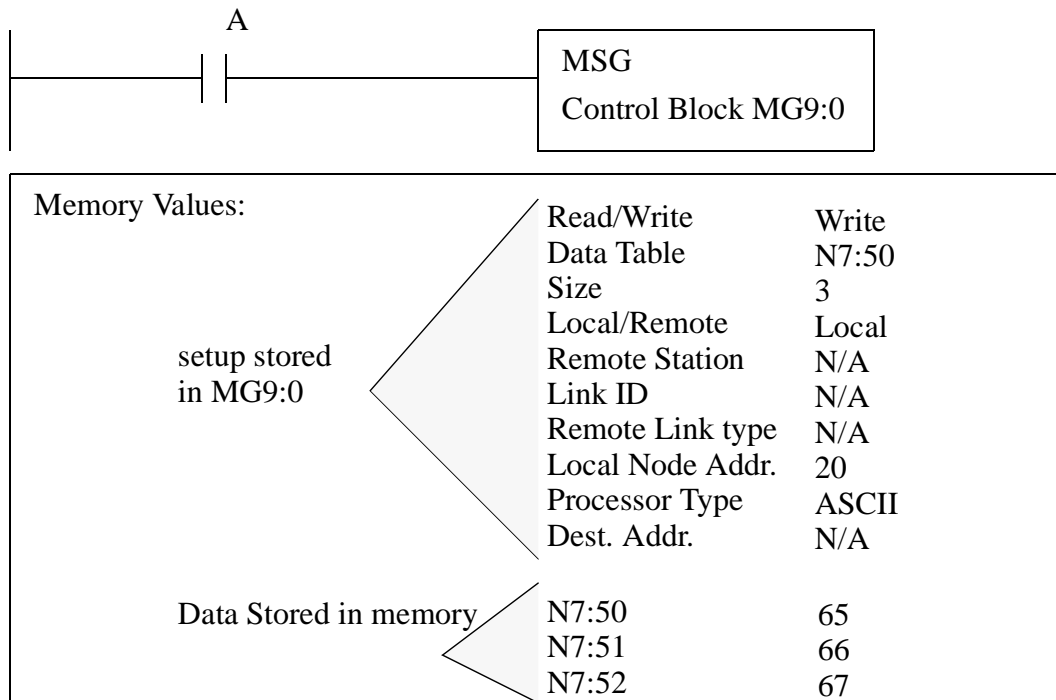 A
MSG
Control Block MG9:0
Memory Values:
Read/Write Write
Data Table N7:50
Size 3
Local/Remote Local
setup stored
in MG9:0
Remote Station N/A
Link ID N/A
Remote Link type N/A
Local Node Addr. 20
Processor Type ASCII
Dest. Addr. N/A
Data Stored in memory
N7:50 65
N7:51 66
N7:52 67